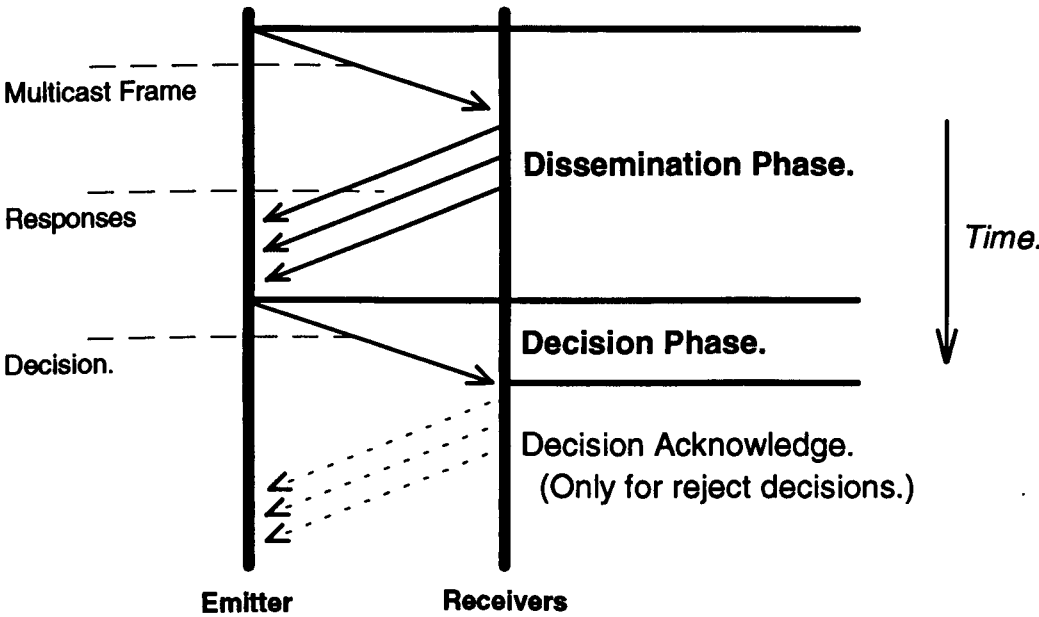 Multicast Frame
Dissemination Phase.
Responses
Time.
Decision Phase.
Decision.
Decision Acknowledge.
(Only for reject decisions.)
Emitter
Receivers